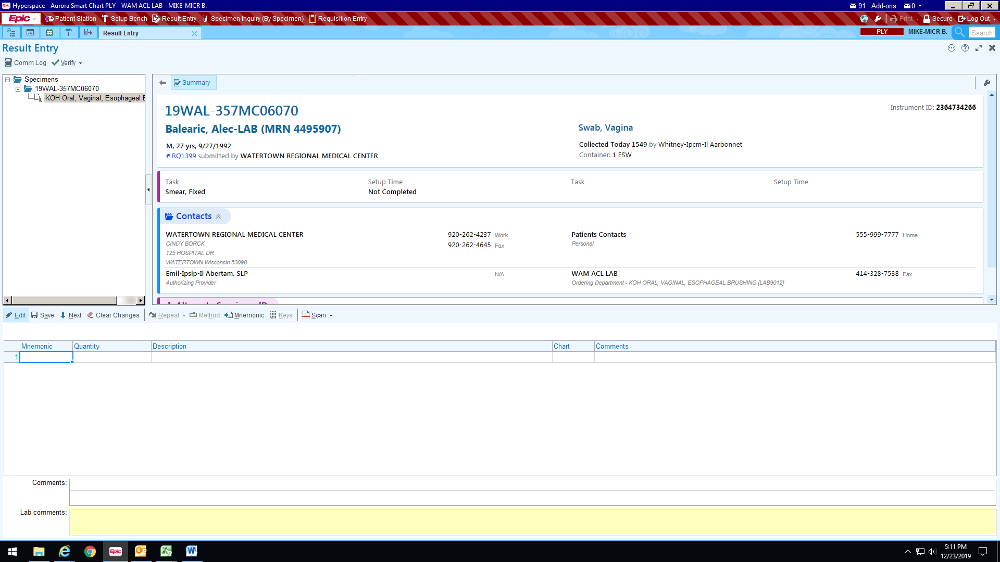 Epic Hyperspace - Aurora Smart Chart PLY - WAM ACL LAB - MIKE-MICR B.
91 : Add-ons
0
Epic
Patient Station
Setup Bench
Result Entry
Specimen Inquiry (By Specimen)
Requisition Entry
Print
Secure
Log Out
Result Entry
PLY
MIKE-MICR B.
Search
Result Entry
Comm Log
Verify
Specimens
19WAL-357MC06070
KOH Oral, Vaginal, Esophageal
Summary
19WAL-357MC06070
Instrument ID: 2364734266
Balearic, Alec-LAB (MRN 4495907)
Swab, Vagina
M, 27 yrs, 9/27/1992
Collected Today 1549 by Whitney-Ipcm-Il Aarbonnet
RQ1399 submitted by WATERTOWN REGIONAL MEDICAL CENTER
Container: 1 ESW
Task
Setup Time
Task
Setup Time
Smear, Fixed
Not Completed
Contacts
WATERTOWN REGIONAL MEDICAL CENTER
920-262-4237 Work
Patients Contacts
555-999-7777 Home
CINDY BORCK
920-262-4645 Fax
Personal
125 HOSPITAL DR
WATERTOWN Wisconsin 53098
Emil-Ipslp-Il Abertam, SLP
N/A
WAM ACL LAB
414-328-7538 Fax
Authorizing Provider
Ordering Department - KOH ORAL, VAGINAL, ESOPHAGEAL BRUSHING [LAB9012]
Edit
Save
Next
Clear Changes
Repeat
Method
Mnemonic
Keys
Scan
Mnemonic
Quantity
Description
Chart
Comments
1
Comments:
Lab comments:
Epic
5:11 PM
12/23/2019